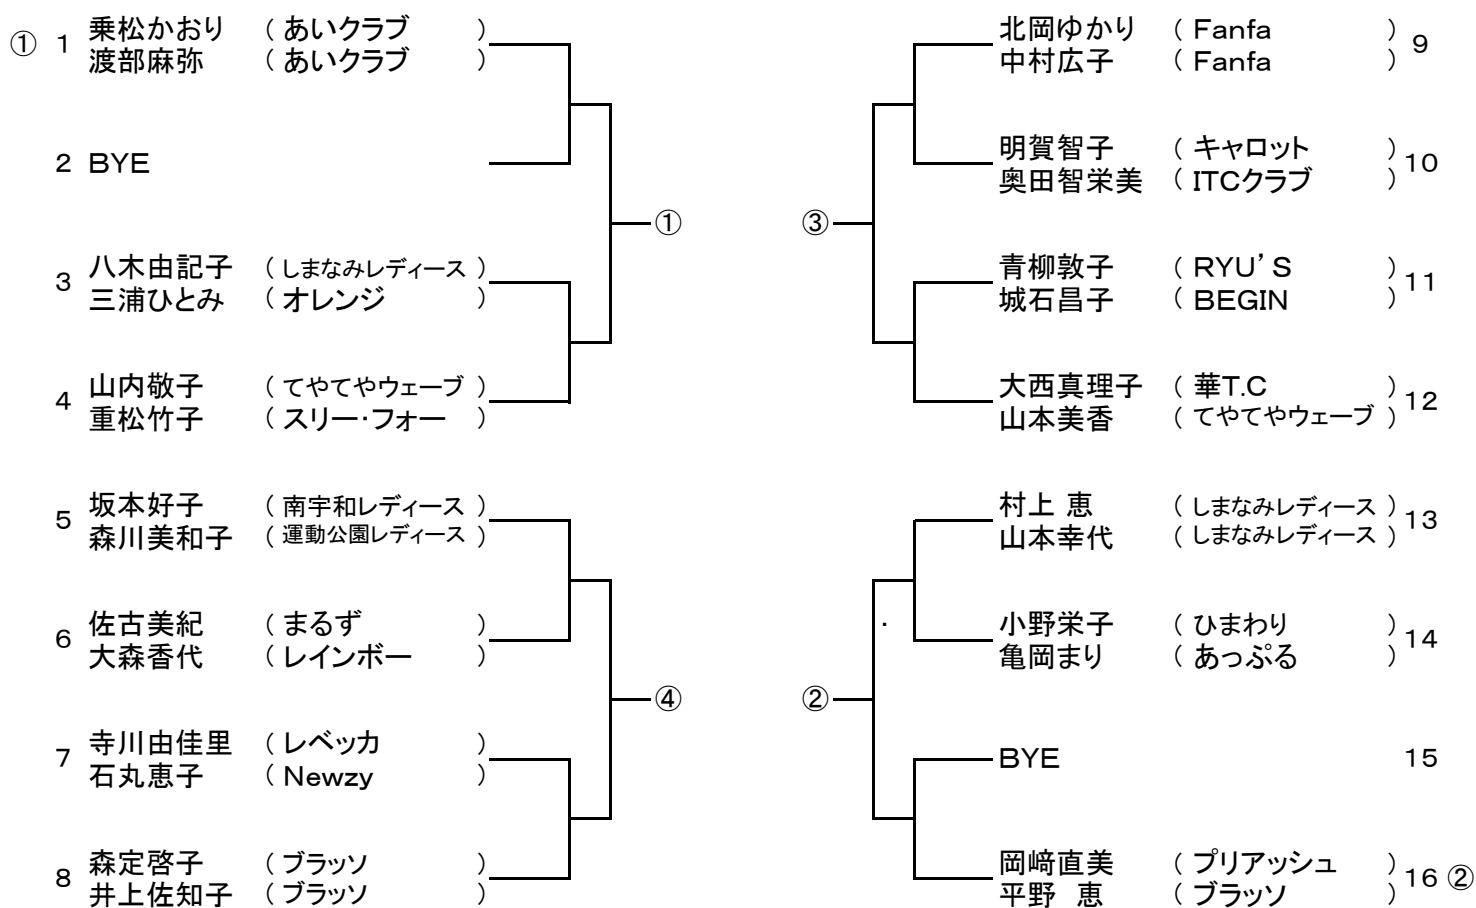 ① 1 乗松かおり ( あいクラブ )
渡部麻弥 ( あいクラブ )
2 BYE
3 八木由記子 ( しまなみレディース )
三浦ひとみ ( オレンジ )
①
4 山内敬子 ( てやてやウェーブ )
重松竹子 ( スリー・フォー )
5 坂本好子 ( 南宇和レディース )
森川美和子 ( 運動公園レディース )
6 佐古美紀 ( まるず )
大森香代 ( レインボー )
④
7 寺川由佳里 ( レベッカ )
石丸恵子 ( Newzy )
8 森定啓子 ( ブラッソ )
井上佐知子 ( ブラッソ )
北岡ゆかり ( Fanfa ) 9
中村広子 ( Fanfa )
明賀智子 ( キャロット ) 10
奥田智栄美 ( ITCクラブ )
③
青柳敦子 ( RYU'S ) 11
城石昌子 ( BEGIN )
大西真理子 ( 華T.C ) 12
山本美香 ( てやてやウェーブ )
村上 恵 ( しまなみレディース ) 13
山本幸代 ( しまなみレディース )
小野栄子 ( ひまわり ) 14
亀岡まり ( あっぷる )
②
BYE 15
岡﨑直美 ( プリアッシュ ) 16 ②
平野 恵 ( ブラッソ )